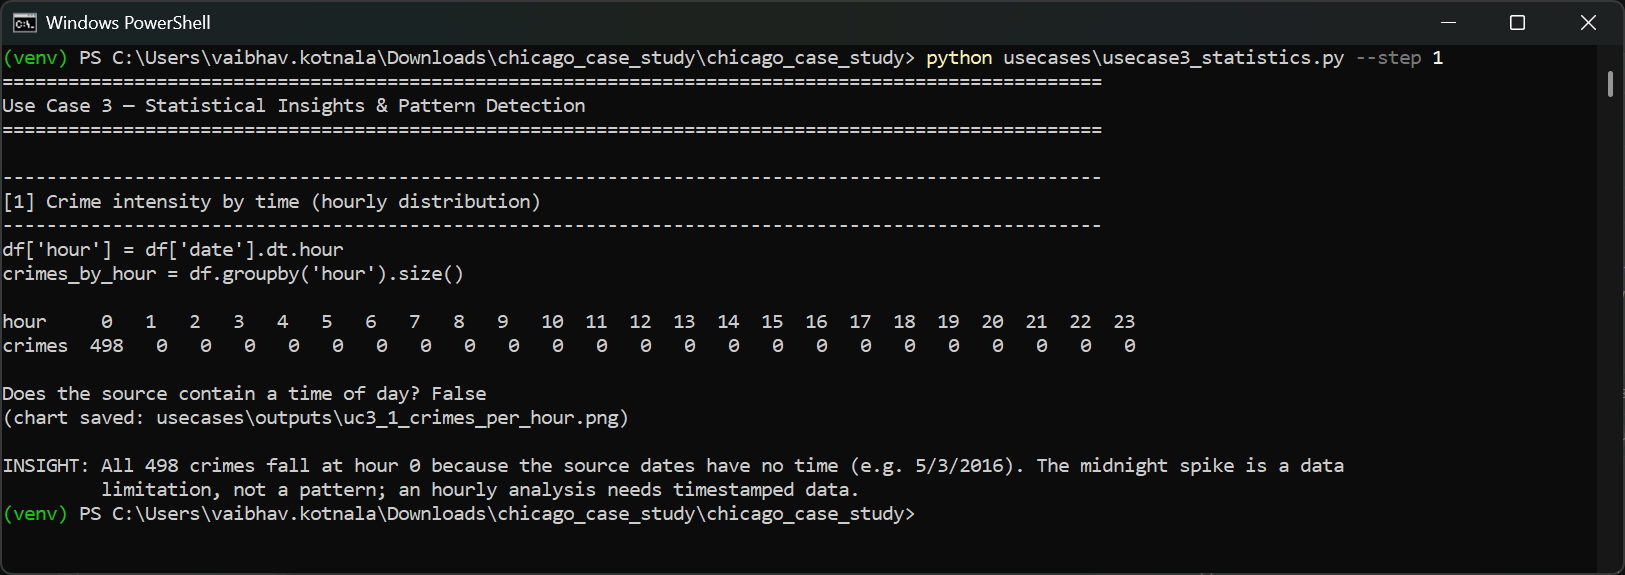 Windows PowerShell
(venv) PS C:\Users\vaibhav.kotnala\Downloads\chicago_case_study\chicago_case_study> python usecases\usecase3_statistics.py --step 1
====================================================================================================
Use Case 3 — Statistical Insights & Pattern Detection
====================================================================================================
----------------------------------------------------------------------------------------------------
[1] Crime intensity by time (hourly distribution)
----------------------------------------------------------------------------------------------------
df['hour'] = df['date'].dt.hour
crimes_by_hour = df.groupby('hour').size()
hour     0   1   2   3   4   5   6   7   8   9   10  11  12  13  14  15  16  17  18  19  20  21  22  23
crimes  498   0   0   0   0   0   0   0   0   0   0   0   0   0   0   0   0   0   0   0   0   0   0   0
Does the source contain a time of day? False
(chart saved: usecases\outputs\uc3_1_crimes_per_hour.png)
INSIGHT: All 498 crimes fall at hour 0 because the source dates have no time (e.g. 5/3/2016). The midnight spike is a data
limitation, not a pattern; an hourly analysis needs timestamped data.
(venv) PS C:\Users\vaibhav.kotnala\Downloads\chicago_case_study\chicago_case_study>